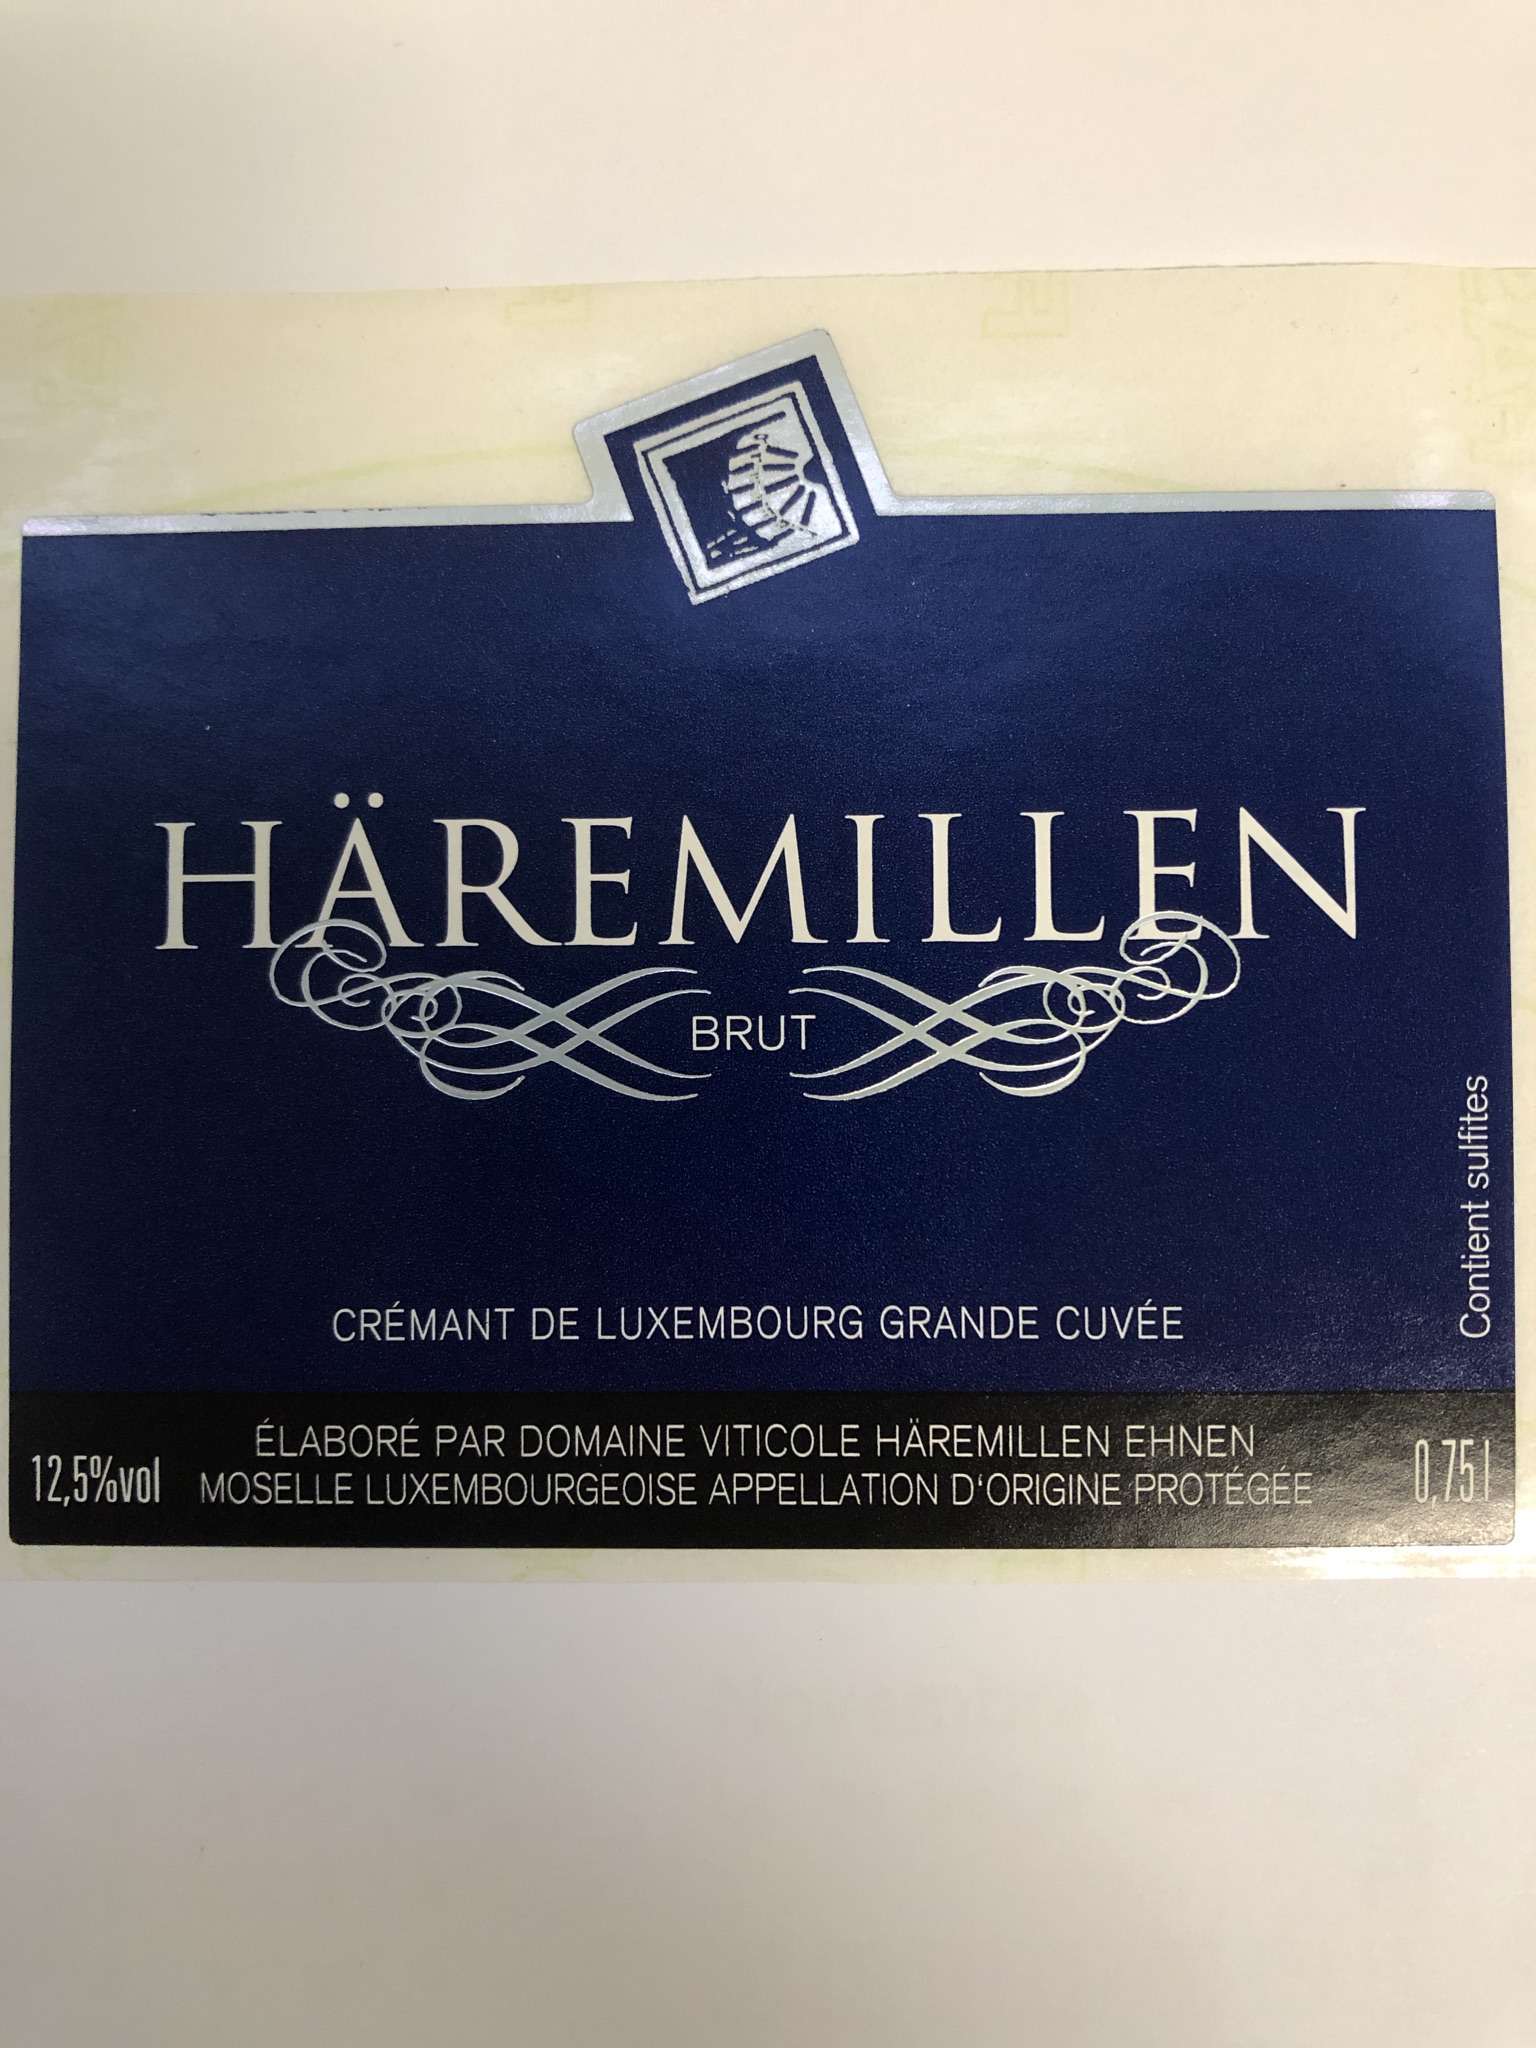 HÄREMILLEN
BRUT
Contient sulfites
CRÉMANT DE LUXEMBOURG GRANDE CUVÉE
ÉLABORÉ PAR DOMAINE VITICOLE HÄREMILLEN EHNEN
12,5%vol MOSELLE LUXEMBOURGEOISE APPELLATION D'ORIGINE PROTÉGÉE 0,75 l